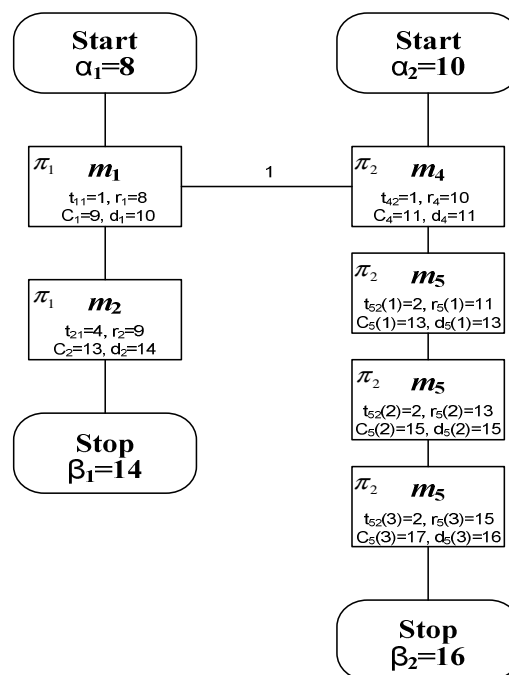 Start
α₁=8
π₁ m₁
t₁₁=1, r₁=8
C₁=9, d₁=10
π₁ m₂
t₂₁=4, r₂=9
C₂=13, d₂=14
Stop
β₁=14
1
Start
α₂=10
π₂ m₄
t₄₂=1, r₄=10
C₄=11, d₄=11
π₂ m₅
t₅₂(1)=2, r₅(1)=11
C₅(1)=13, d₅(1)=13
π₂ m₅
t₅₂(2)=2, r₅(2)=13
C₅(2)=15, d₅(2)=15
π₂ m₅
t₅₂(3)=2, r₅(3)=15
C₅(3)=17, d₅(3)=16
Stop
β₂=16